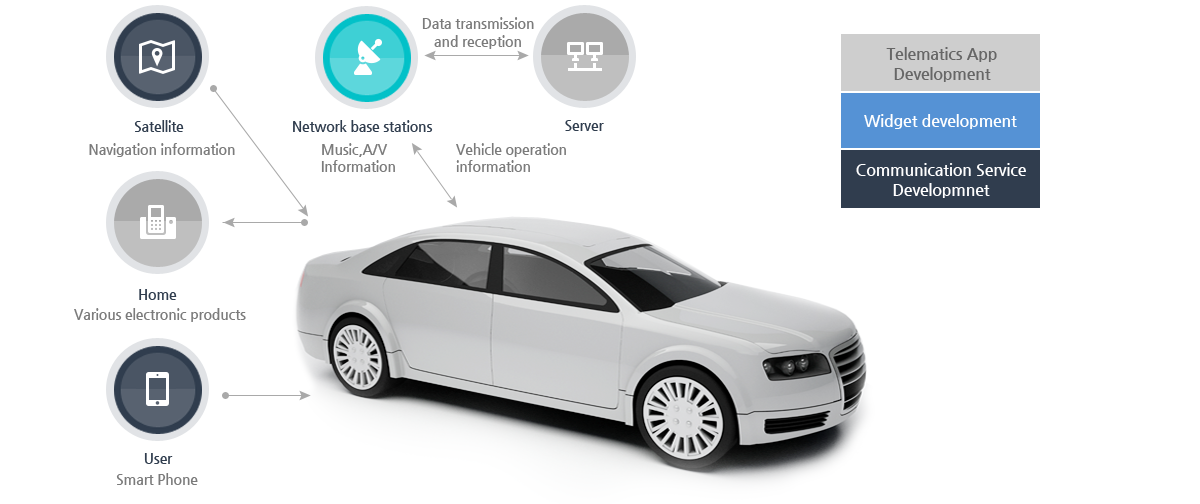 Data transmission
and reception
Satellite
Navigation information
Network base stations
Music,A/V
Information
Vehicle operation
information
Server
Home
Various electronic products
User
Smart Phone
Telematics App
Development
Widget development
Communication Service
Developmnet